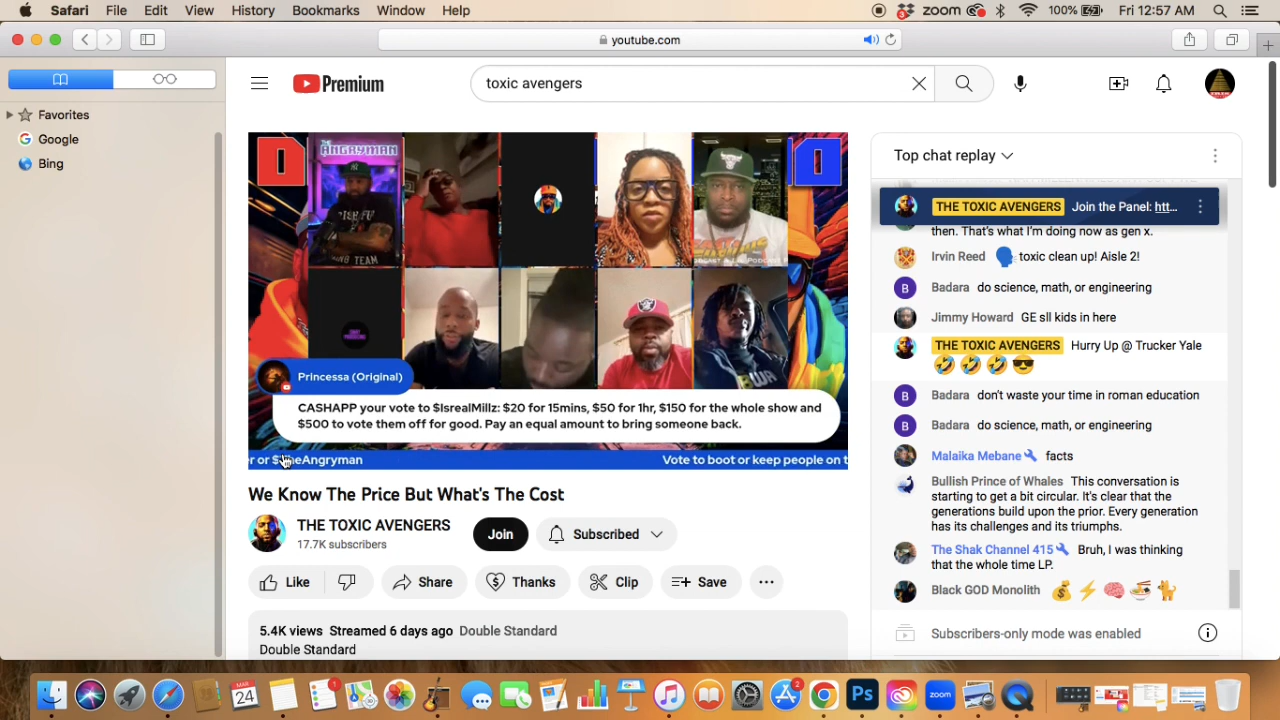 Safari File Edit View History Bookmarks Window Help zoom 100% Fri 12:57 AM
youtube.com
Premium toxic avengers
Favorites
Google
Bing
THE ANGRYMAN
Princessa (Original)
CASHAPP your vote to $IsrealMillz: $20 for 15mins, $50 for 1hr, $150 for the whole show and
$500 to vote them off for good. Pay an equal amount to bring someone back.
Vote to boot or keep people on t
We Know The Price But What's The Cost
THE TOXIC AVENGERS
17.7K subscribers
Join
Subscribed
Like Share Thanks Clip Save
5.4K views Streamed 6 days ago Double Standard
Double Standard
Top chat replay
THE TOXIC AVENGERS Join the Panel: htt...
then. That's what I'm doing now as gen x.
Irvin Reed 🗣️ toxic clean up! Aisle 2!
Badara do science, math, or engineering
Jimmy Howard GE sll kids in here
THE TOXIC AVENGERS Hurry Up @ Trucker Yale
🤣🤣🤣😎
Badara don't waste your time in roman education
Badara do science, math, or engineering
Malaika Mebane facts
Bullish Prince of Whales This conversation is
starting to get a bit circular. It's clear that the
generations build upon the prior. Every generation
has its challenges and its triumphs.
The Shak Channel 415 Bruh, I was thinking
that the whole time LP.
Black GOD Monolith 💰⚡🧠🍜🐈
Subscribers-only mode was enabled
MAR
24
1
2
Ps
zoom